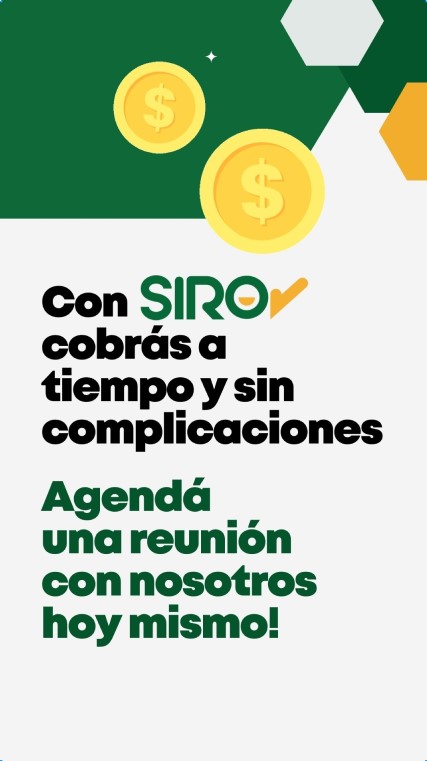 $
$
Con SIRO
cobrás a
tiempo y sin
complicaciones
Agendá
una reunión
con nosotros
hoy mismo!